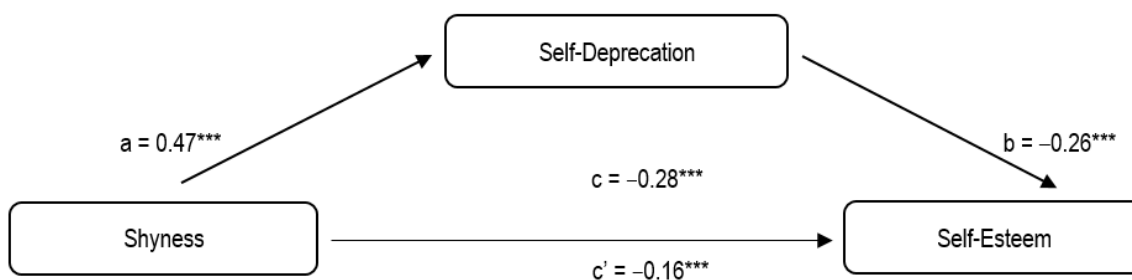 Self-Deprecation
a = 0.47***
b = −0.26***
c = −0.28***
Shyness
Self-Esteem
c’ = −0.16***